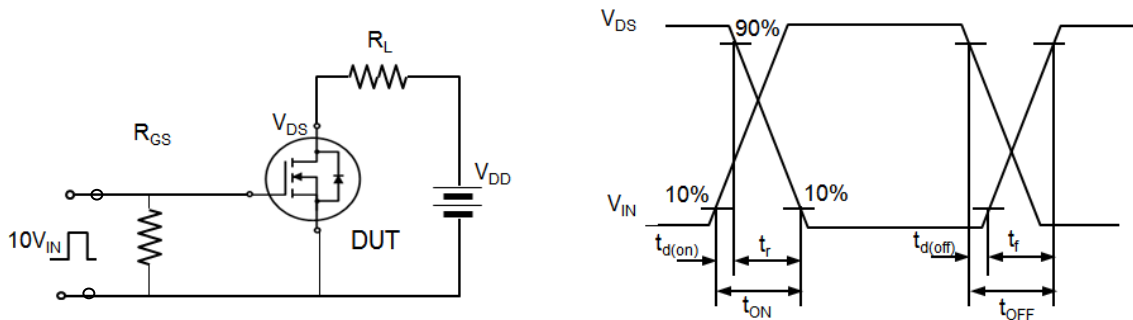 R_L
R_GS
V_DS
V_DD
10V_IN
DUT
V_DS
90%
V_IN
10%
10%
t_d(on)
t_r
t_d(off)
t_f
t_ON
t_OFF